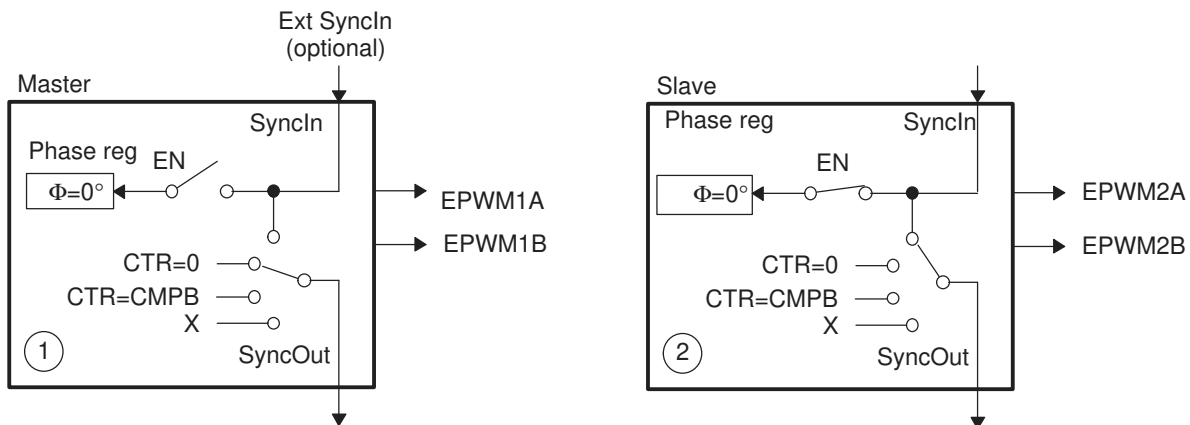 Ext SyncIn
(optional)
Master
SyncIn
Phase reg
EN
Φ=0°
EPWM1A
EPWM1B
CTR=0
CTR=CMPB
X
1
SyncOut
Slave
Phase reg
SyncIn
EN
Φ=0°
EPWM2A
EPWM2B
CTR=0
CTR=CMPB
X
2
SyncOut